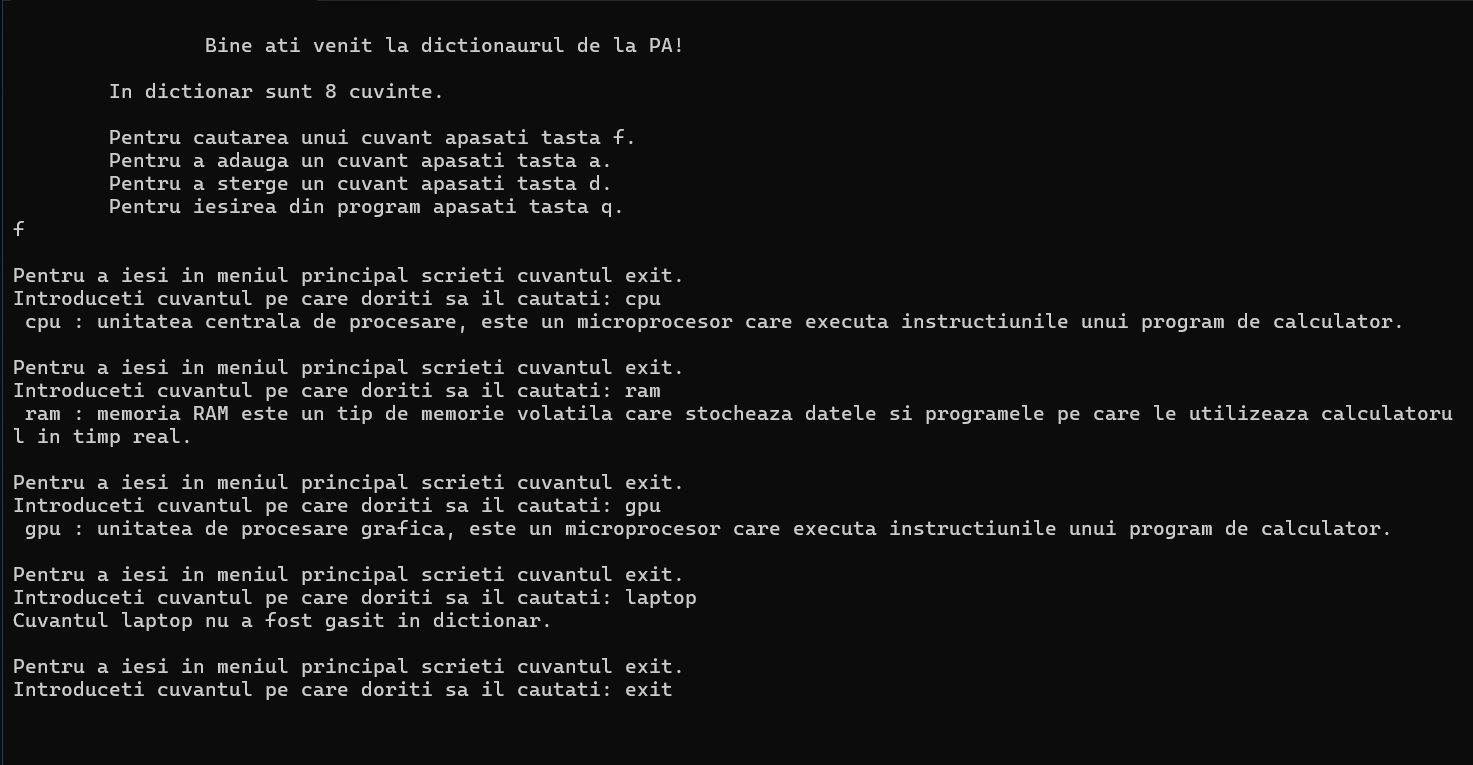 Bine ati venit la dictionaurul de la PA!
In dictionar sunt 8 cuvinte.
Pentru cautarea unui cuvant apasati tasta f.
Pentru a adauga un cuvant apasati tasta a.
Pentru a sterge un cuvant apasati tasta d.
Pentru iesirea din program apasati tasta q.
f
Pentru a iesi in meniul principal scrieti cuvantul exit.
Introduceti cuvantul pe care doriti sa il cautati: cpu
cpu : unitatea centrala de procesare, este un microprocesor care executa instructiunile unui program de calculator.
Pentru a iesi in meniul principal scrieti cuvantul exit.
Introduceti cuvantul pe care doriti sa il cautati: ram
ram : memoria RAM este un tip de memorie volatila care stocheaza datele si programele pe care le utilizeaza calculatoru
l in timp real.
Pentru a iesi in meniul principal scrieti cuvantul exit.
Introduceti cuvantul pe care doriti sa il cautati: gpu
gpu : unitatea de procesare grafica, este un microprocesor care executa instructiunile unui program de calculator.
Pentru a iesi in meniul principal scrieti cuvantul exit.
Introduceti cuvantul pe care doriti sa il cautati: laptop
Cuvantul laptop nu a fost gasit in dictionar.
Pentru a iesi in meniul principal scrieti cuvantul exit.
Introduceti cuvantul pe care doriti sa il cautati: exit